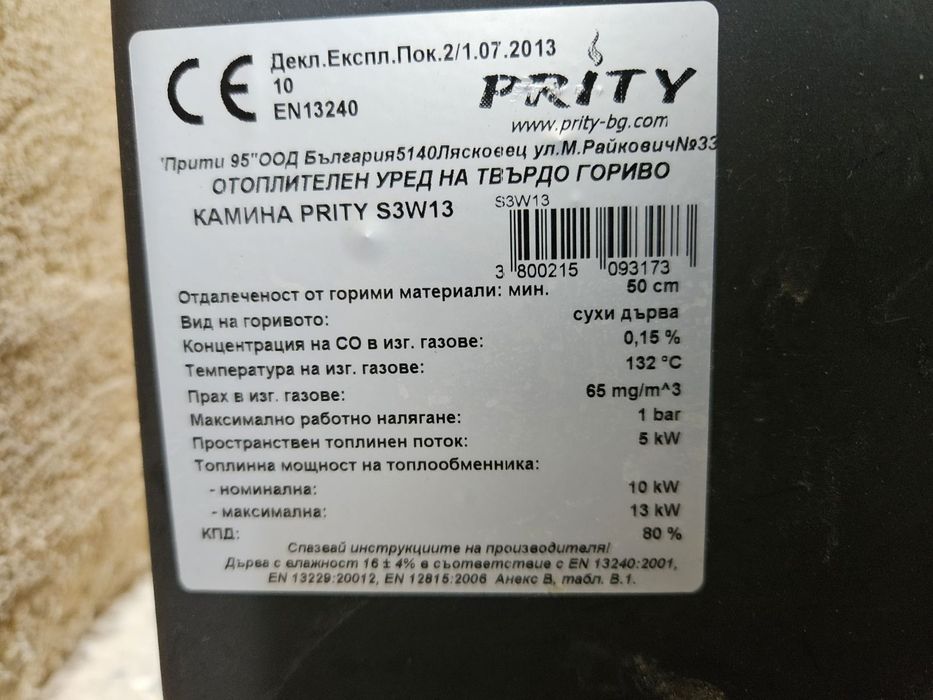 CE Декл.Експл.Пок.2/1.07.2013
10
EN13240
PRITY
www.prity-bg.com
"Прити 95"ООД България5140Лясковец ул.М.Райкович№33
ОТОПЛИТЕЛЕН УРЕД НА ТВЪРДО ГОРИВО
КАМИНА PRITY S3W13
S3W13
3 800215 093173
Отдалеченост от горими материали: мин. 50 cm
Вид на горивото: сухи дърва
Концентрация на CO в изг. газове: 0,15 %
Температура на изг. газове: 132 °C
Прах в изг. газове: 65 mg/m^3
Максимално работно налягане: 1 bar
Пространствен топлинен поток: 5 kW
Топлинна мощност на топлообменника:
- номинална: 10 kW
- максимална: 13 kW
КПД: 80 %
Спазвай инструкциите на производителя!
Дърва с влажност 16 ± 4% в съответствие с EN 13240:2001,
EN 13229:20012, EN 12815:2006 Анекс B, табл. B.1.